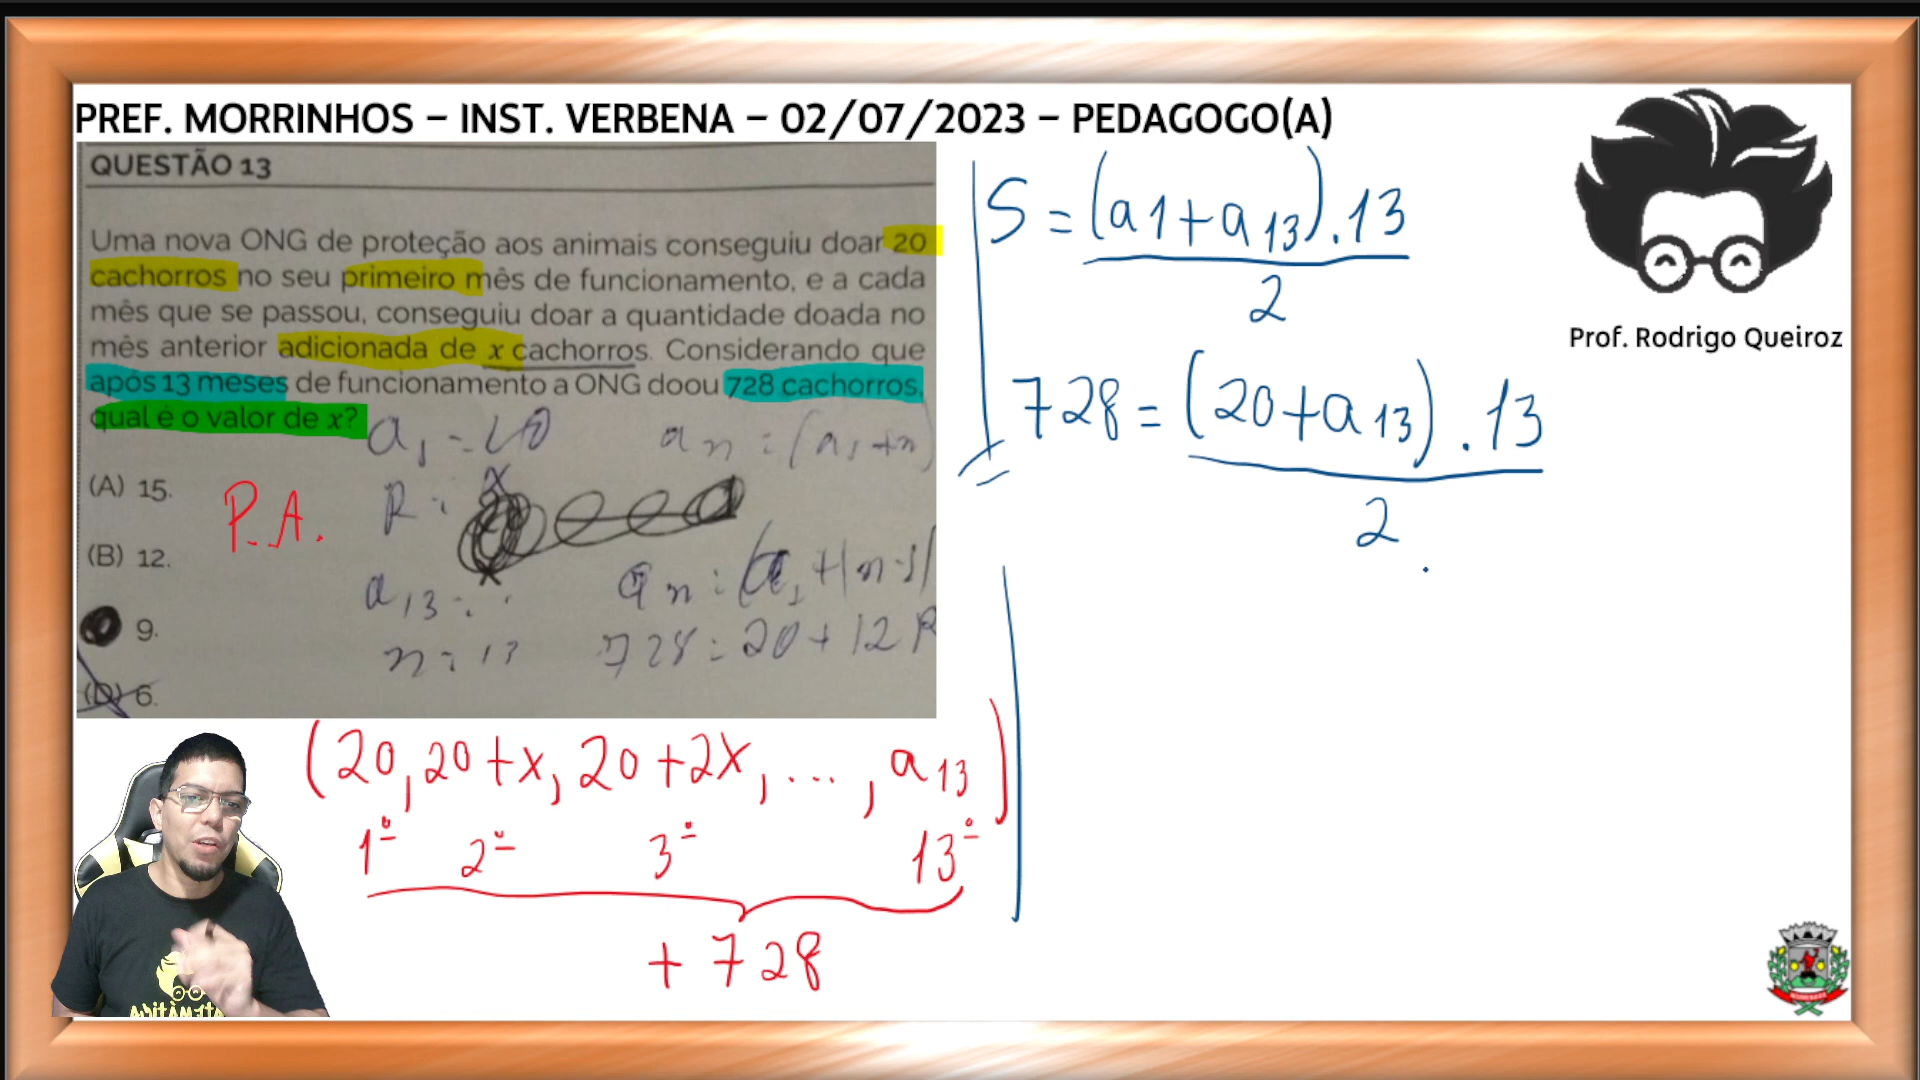 PREF. MORRINHOS – INST. VERBENA – 02/07/2023 – PEDAGOGO(A)
QUESTÃO 13
Uma nova ONG de proteção aos animais conseguiu doar 20
cachorros no seu primeiro mês de funcionamento, e a cada
mês que se passou, conseguiu doar a quantidade doada no
mês anterior adicionada de x cachorros. Considerando que
após 13 meses de funcionamento a ONG doou 728 cachorros,
qual é o valor de x?
(A) 15.
(B) 12.
9.
(D) 6.
P.A.
a₁ = 20
R = x
a₁₃ =
n = 13
728 = 20 + 12R
(20, 20+x, 20+2x, ..., a₁₃)
1º 2º 3º 13º
+ 728
S = (a1 + a₁₃) . 13
2
728 = (20 + a₁₃) . 13
2
Prof. Rodrigo Queiroz